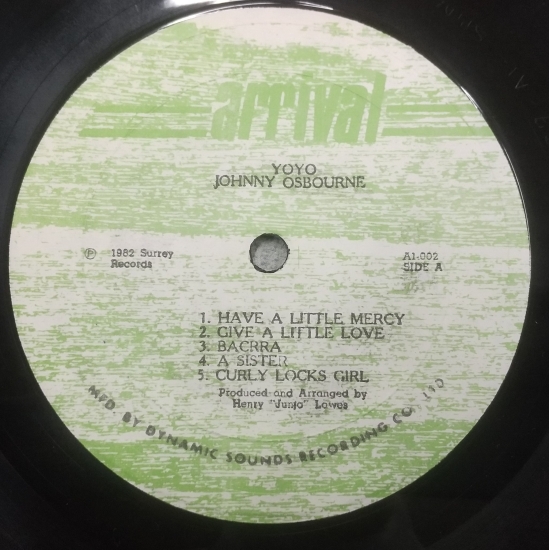 arrival
YOYO
JOHNNY OSBOURNE
℗ 1982 Surrey
Records
A1-002
SIDE A
1. HAVE A LITTLE MERCY
2. GIVE A LITTLE LOVE
3. BACRRA
4. A SISTER
5. CURLY LOCKS GIRL
Produced and Arranged by
Henry "Junjo" Lowes
MFD. BY DYNAMIC SOUNDS RECORDING CO. LTD